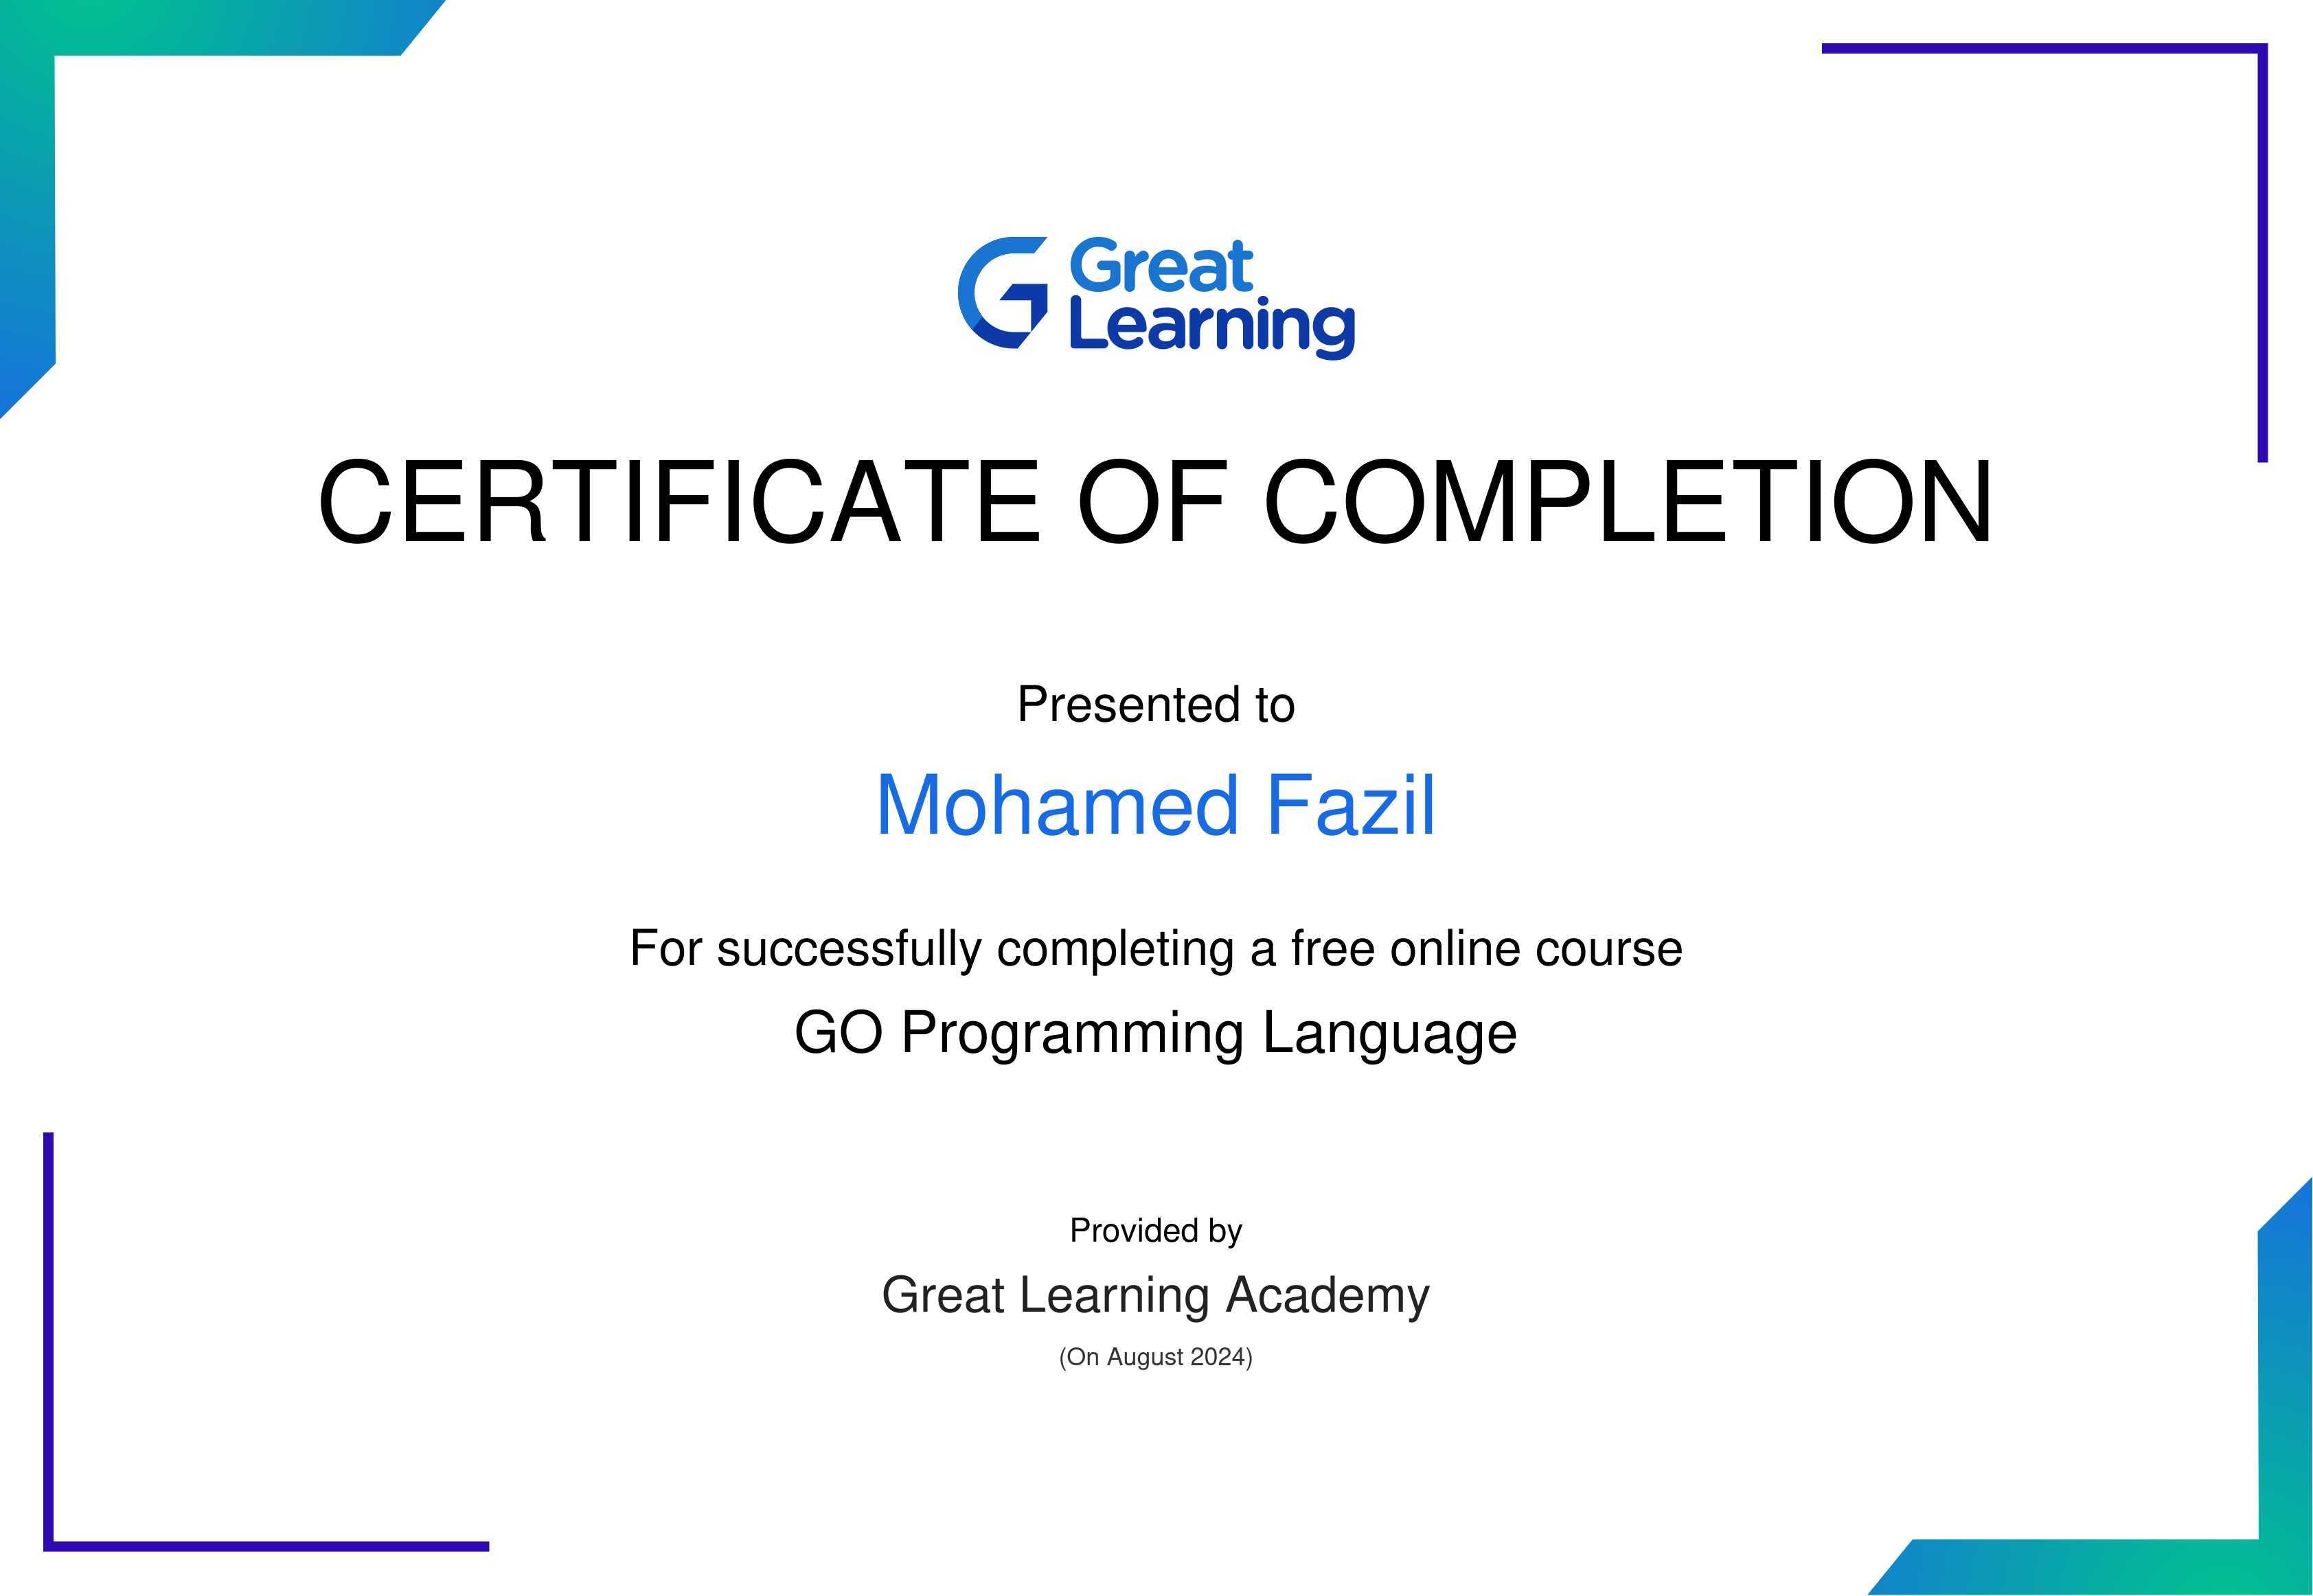 Great
Learning
CERTIFICATE OF COMPLETION
Presented to
Mohamed Fazil
For successfully completing a free online course
GO Programming Language
Provided by
Great Learning Academy
(On August 2024)